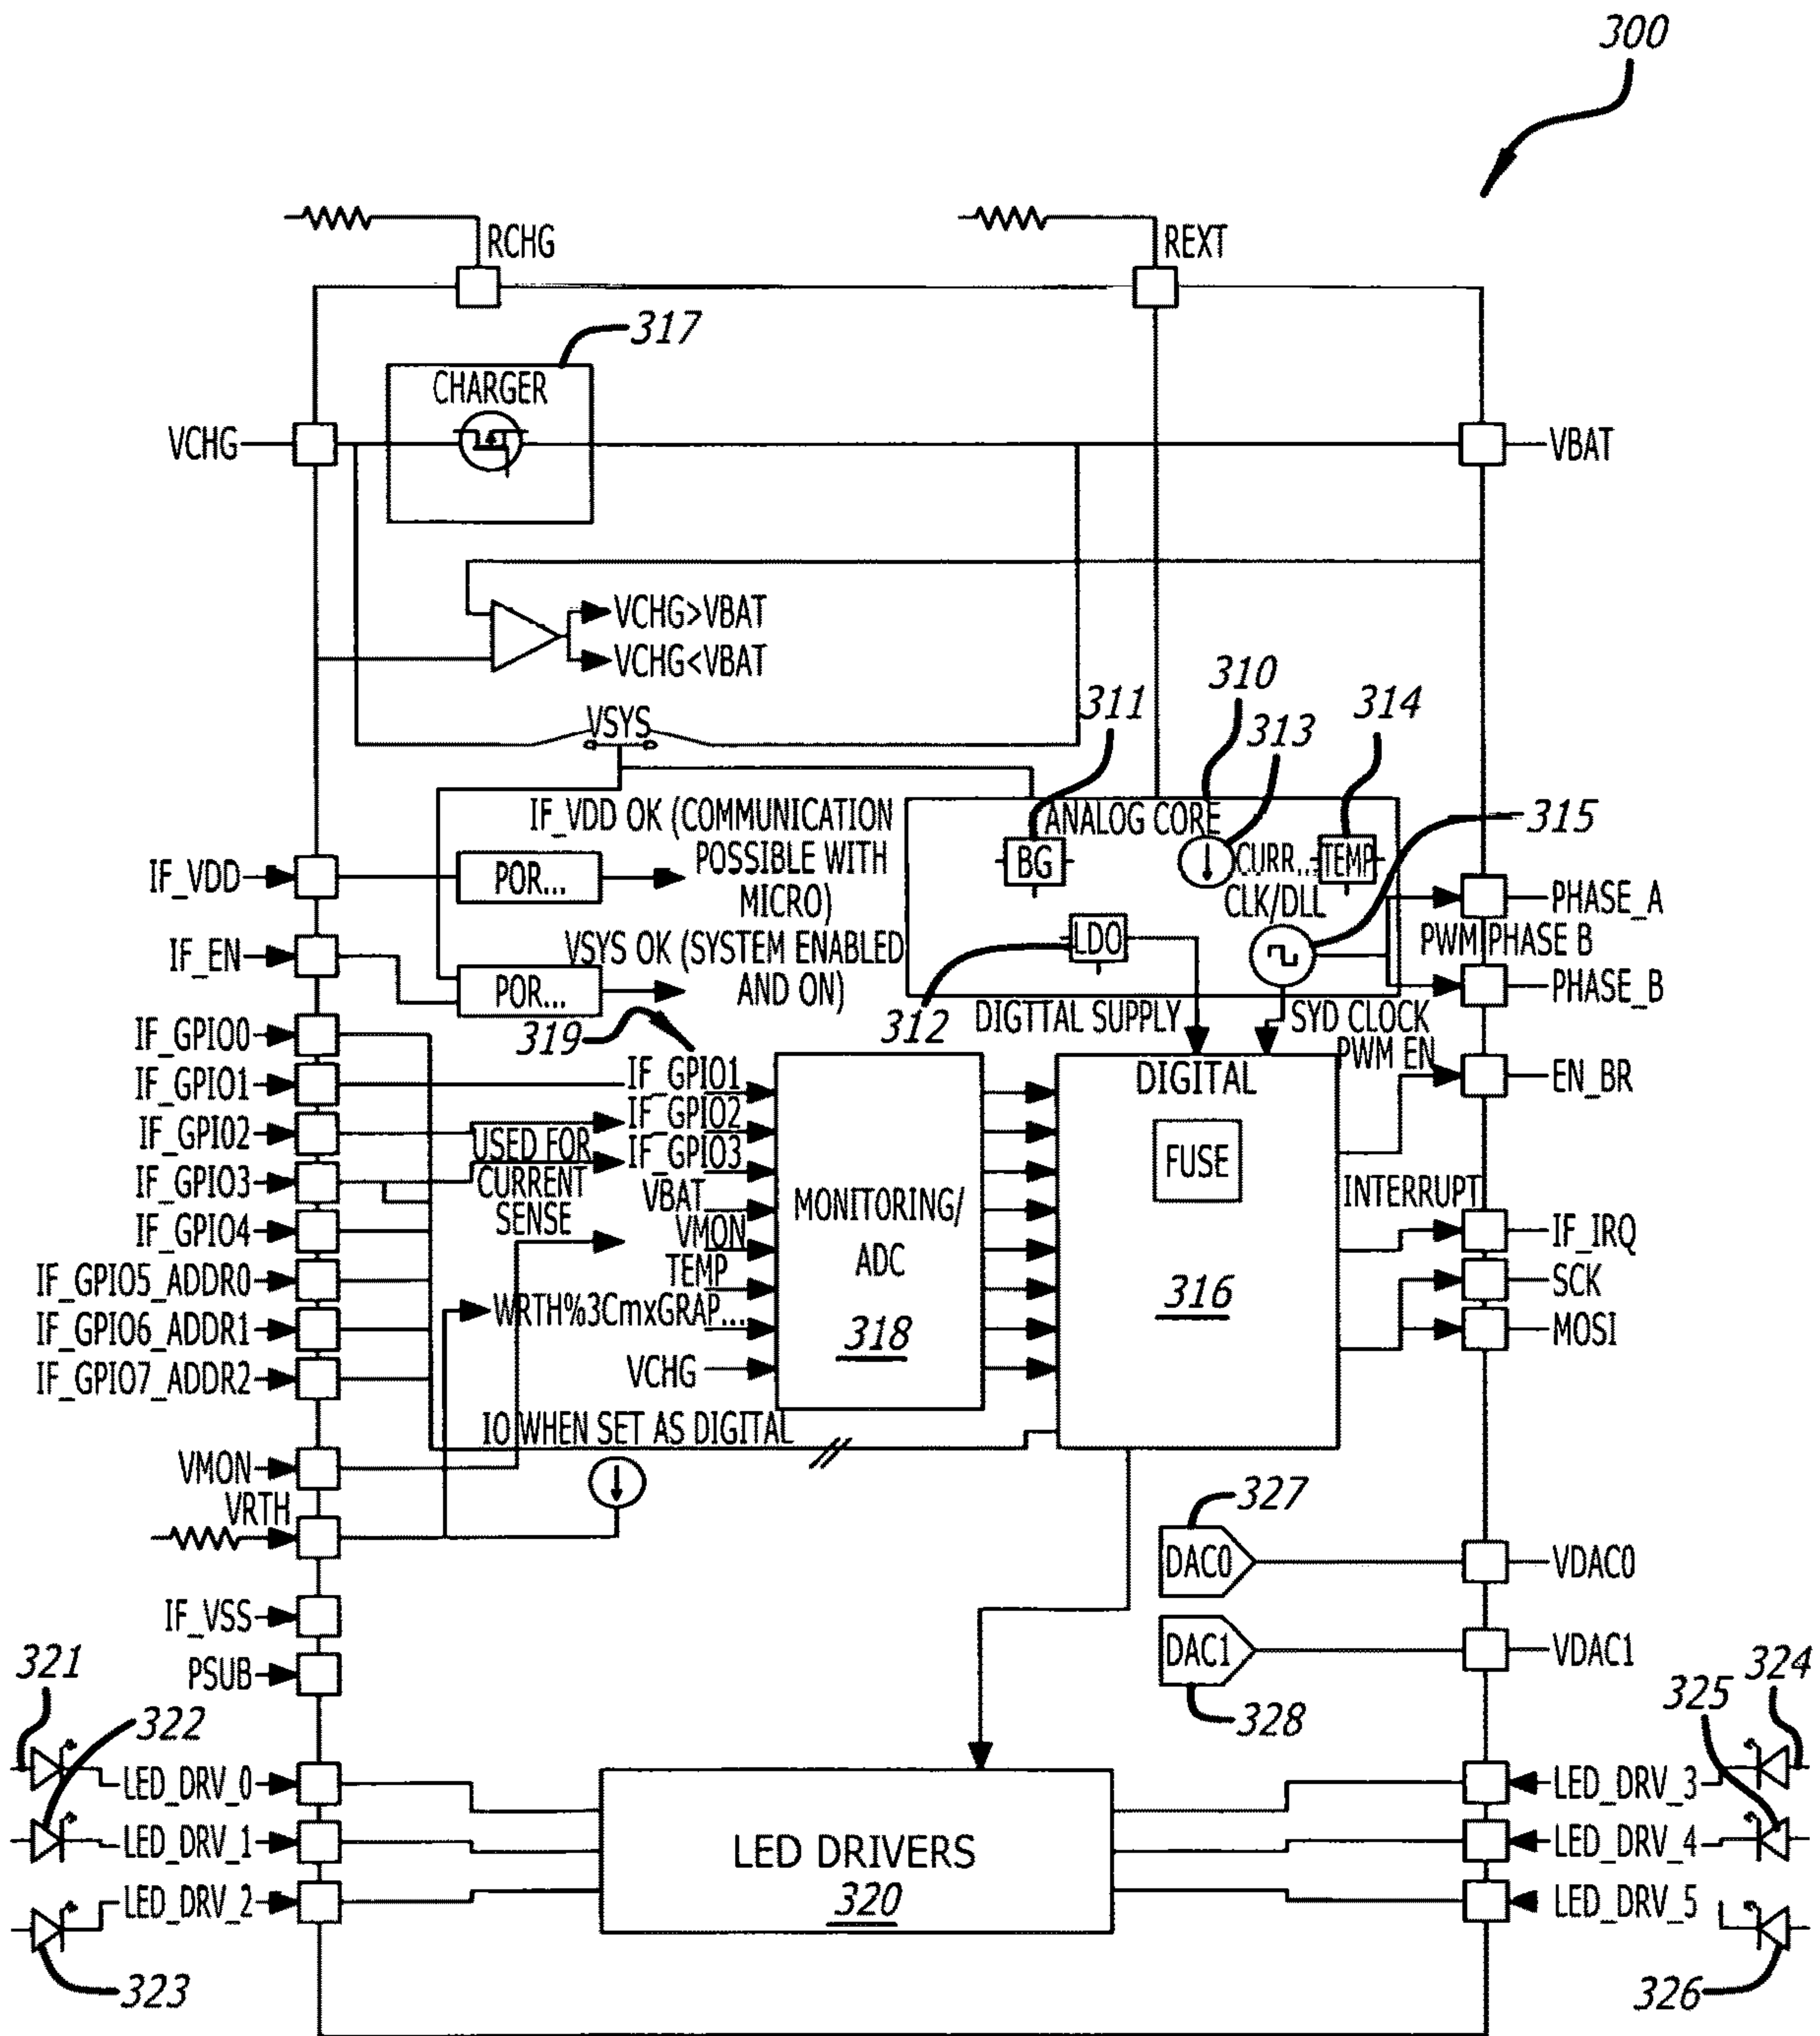 300
RCHG
REXT
317
CHARGER
VCHG
VBAT
VCHG>VBAT
VCHG<VBAT
310
311
313
314
VSYS
IF_VDD OK (COMMUNICATION
POSSIBLE WITH
MICRO)
ANALOG CORE
315
BG
CURR...
TEMP
IF_VDD
POR...
CLK/DLL
PHASE_A
PWM PHASE B
IF_EN
VSYS OK (SYSTEM ENABLED
AND ON)
LDO
POR...
PHASE_B
312
DIGTTAL SUPPLY
SYD CLOCK
PWM EN
IF_GPIO0
319
IF_GPIO1
IF_GPIO1
DIGITAL
EN_BR
IF_GPIO2
IF_GPIO2
USED FOR
CURRENT
SENSE
IF_GPIO3
FUSE
IF_GPIO3
VBAT
MONITORING/
ADC
318
INTERRUPT
IF_GPIO4
VMON
IF_IRQ
IF_GPIO5_ADDR0
TEMP
316
SCK
IF_GPIO6_ADDR1
WRTH%3CmxGRAP...
MOSI
IF_GPIO7_ADDR2
VCHG
IO WHEN SET AS DIGITAL
VMON
VRTH
327
DAC0
VDAC0
IF_VSS
PSUB
DAC1
VDAC1
328
321
322
324
325
LED_DRV_0
LED_DRV_3
LED_DRV_1
LED DRIVERS
320
LED_DRV_4
LED_DRV_2
LED_DRV_5
323
326